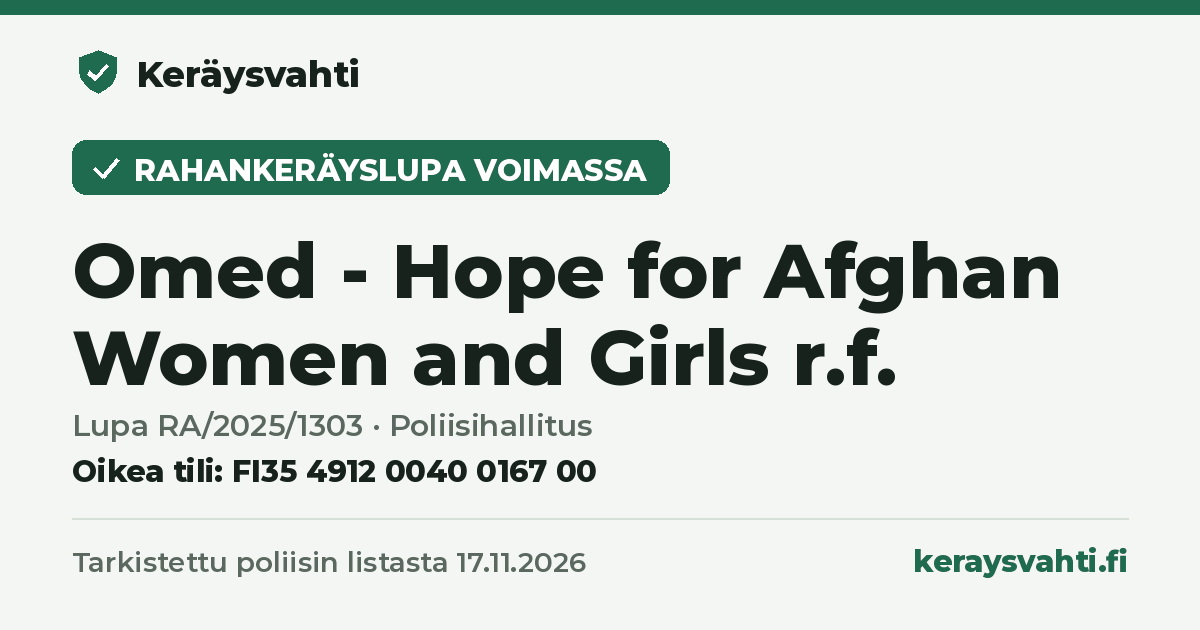 Keräysvahti
RAHANKERÄYSLUPA VOIMASSA
Omed - Hope for Afghan
Women and Girls r.f.
Lupa RA/2025/1303 · Poliisihallitus
Oikea tili: FI35 4912 0040 0167 00
Tarkistettu poliisin listasta 17.11.2026
keraysvahti.fi